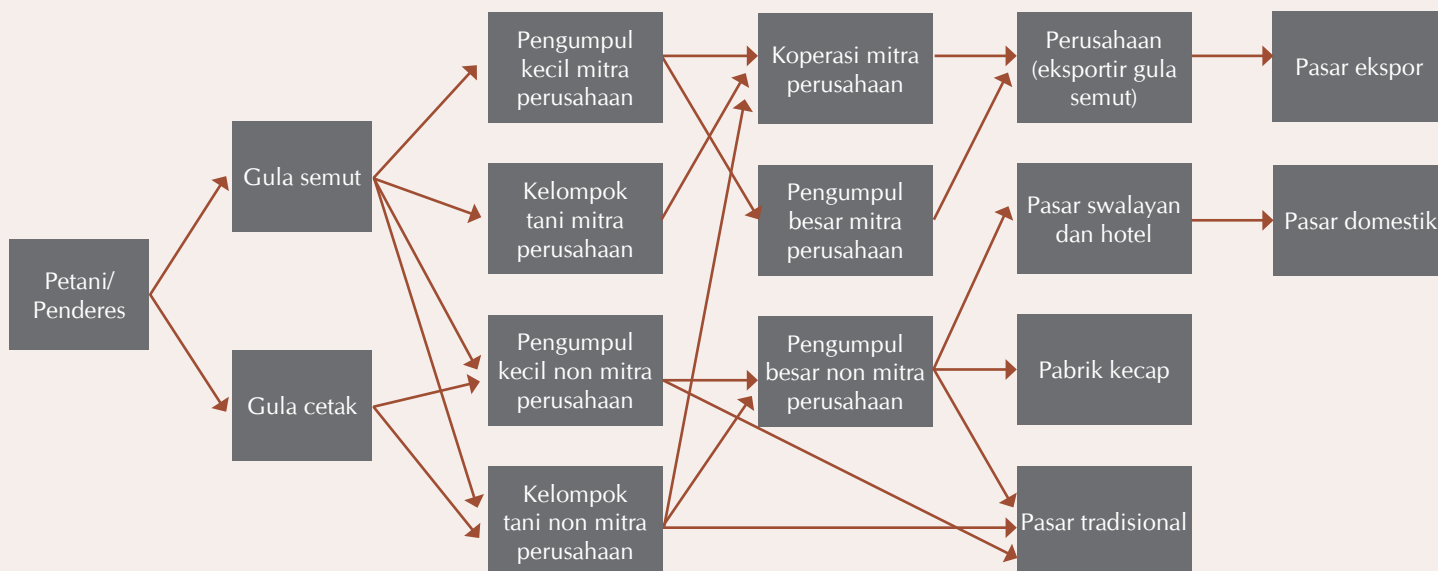 Petani/
Penderes
Gula semut
Gula cetak
Pengumpul
kecil mitra
perusahaan
Kelompok
tani mitra
perusahaan
Pengumpul
kecil non mitra
perusahaan
Kelompok
tani non mitra
perusahaan
Koperasi mitra
perusahaan
Pengumpul
besar mitra
perusahaan
Pengumpul
besar non mitra
perusahaan
Perusahaan
(eksportir gula
semut)
Pasar swalayan
dan hotel
Pabrik kecap
Pasar tradisional
Pasar ekspor
Pasar domestik